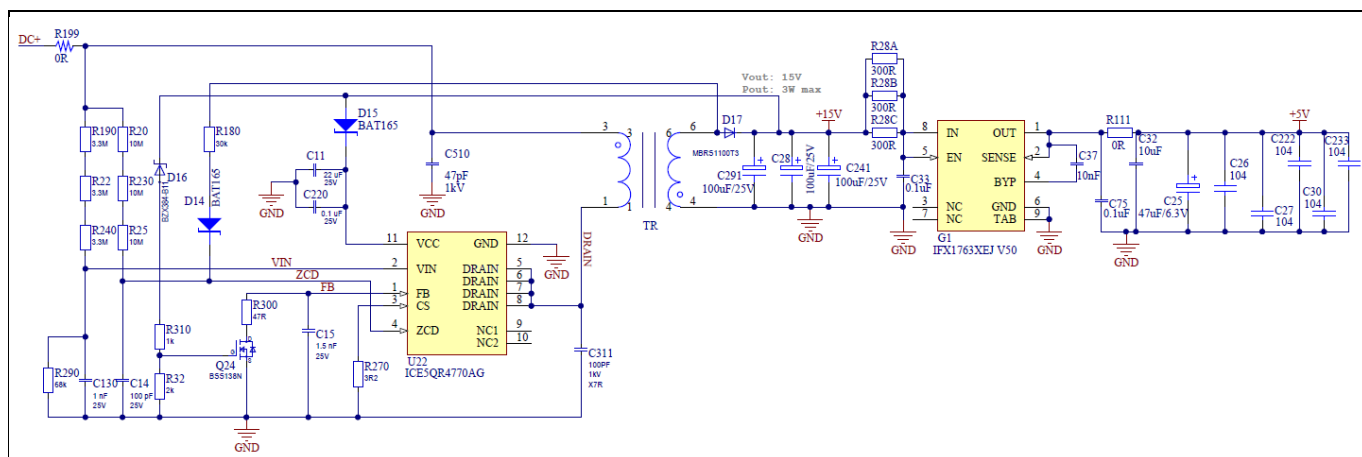 DC+
R199
0R
R190
3.3M
R20
10M
R180
30k
D15
BAT165
D16
BZX384-B11
BAT165
D14
R22
3.3M
R230
10M
R240
3.3M
R25
10M
C11
22 uF
25V
C220
0.1 uF
25V
GND
C510
47pF
1kV
GND
3
3
1
1
TR
6
6
4
4
DRAIN
Vout: 15V
Pout: 3W max
D17
MBRS1100T3
+15V
C291
100uF/25V
C28
100uF/25V
C241
100uF/25V
GND
R28A
300R
R28B
300R
R28C
300R
C33
0.1uF
GND
8
IN
OUT
1
5
EN
SENSE
2
BYP
4
3
NC
GND
6
7
NC
TAB
9
G1
IFX1763XEJ V50
GND
R111
0R
C37
10nF
C32
10uF
C75
0.1uF
C25
47uF/6.3V
GND
C26
104
C27
104
+5V
C222
104
C30
104
C233
104
VIN
ZCD
FB
11
VCC
GND
12
GND
2
VIN
DRAIN
5
DRAIN
6
1
FB
DRAIN
7
3
CS
DRAIN
8
4
ZCD
NC1
9
NC2
10
U22
ICE5QR4770AG
R300
47R
R310
1k
Q24
BSS138N
G
D
S
C15
1.5 nF
25V
R270
3R2
C311
100PF
1kV
X7R
R290
68k
C130
1 nF
25V
C14
100 pF
25V
R32
2k
GND